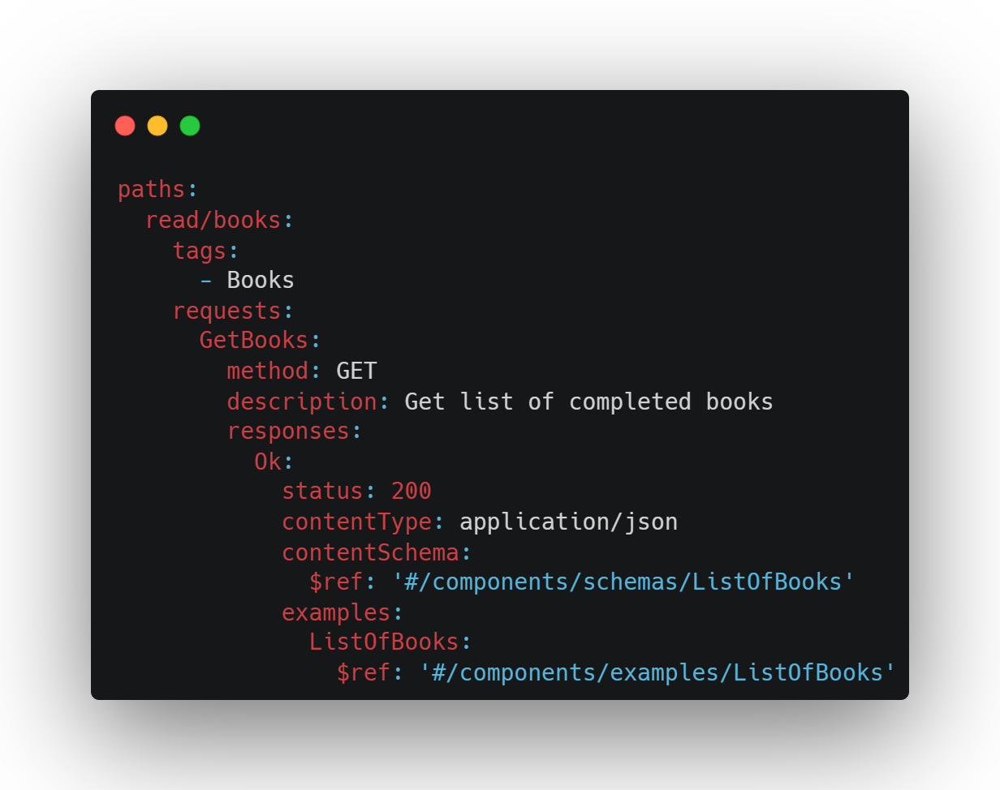 paths:
  read/books:
    tags:
      - Books
    requests:
      GetBooks:
        method: GET
        description: Get list of completed books
        responses:
          Ok:
            status: 200
            contentType: application/json
            contentSchema:
              $ref: '#/components/schemas/ListOfBooks'
            examples:
              ListOfBooks:
                $ref: '#/components/examples/ListOfBooks'